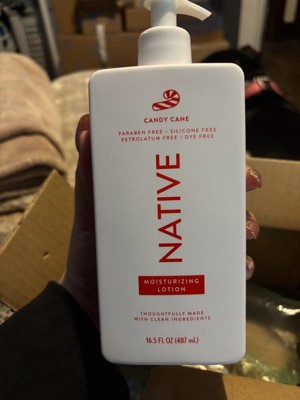 CANDY CANE
PARABEN FREE • SILICONE FREE
PETROLATUM FREE • DYE FREE
NATIVE
MOISTURIZING
LOTION
THOUGHTFULLY MADE
WITH CLEAN INGREDIENTS
16.5 FL OZ (487 mL)